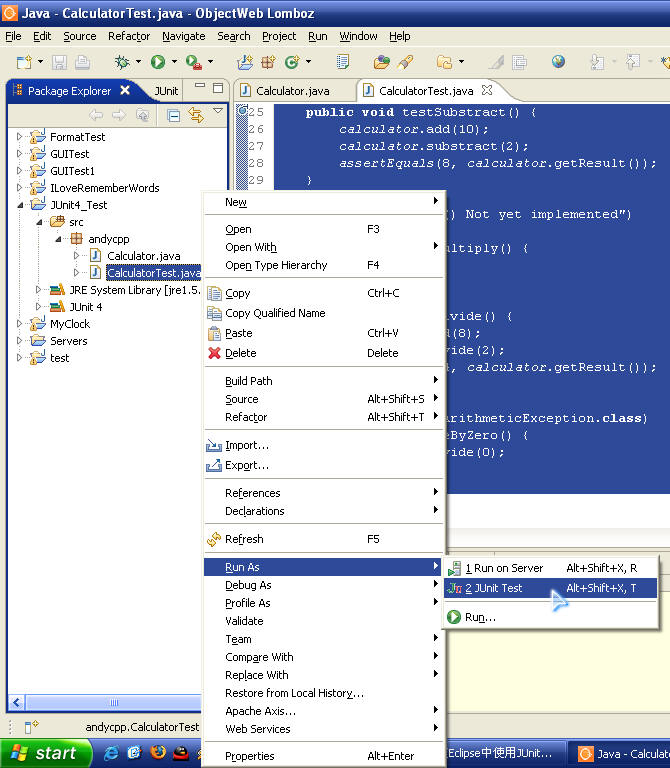 Java - CalculatorTest.java - ObjectWeb Lomboz
File Edit Source Refactor Navigate Search Project Run Window Help
Package Explorer JUnit
Calculator.java CalculatorTest.java
FormatTest
GUITest
GUITest1
ILoveRememberWords
JUnit4_Test
src
andycpp
Calculator.java
CalculatorTest.java
JRE System Library [jre1.5.
JUnit 4
MyClock
Servers
test
25 public void testSubstract() {
26 calculator.add(10);
27 calculator.substract(2);
28 assertEquals(8, calculator.getResult());
29 }
() Not yet implemented")
ultiply() {
ivide() {
d(8);
vide(2);
, calculator.getResult());
ArithmeticException.class)
eByZero() {
vide(0);
New
Open F3
Open With
Open Type Hierarchy F4
Copy Ctrl+C
Copy Qualified Name
Paste Ctrl+V
Delete Delete
Build Path
Source Alt+Shift+S
Refactor Alt+Shift+T
Import...
Export...
References
Declarations
Refresh F5
Run As
Debug As
Profile As
Validate
Team
Compare With
Replace With
Restore from Local History...
Apache Axis...
Web Services
Properties Alt+Enter
1 Run on Server Alt+Shift+X, R
2 JUnit Test Alt+Shift+X, T
Run...
andycpp.CalculatorTest
start
Eclipse中使用JUnit...
Java - Calculato